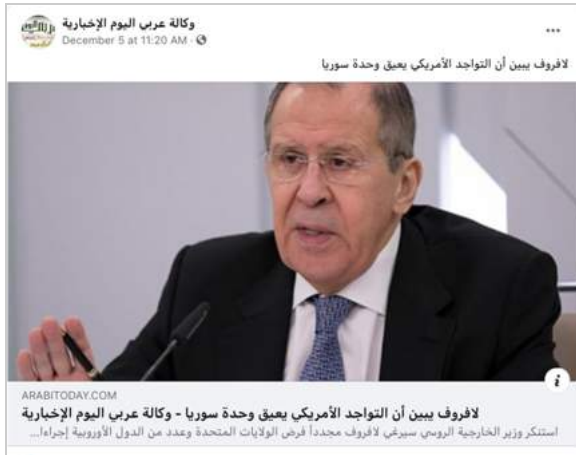 وكالة عربي اليوم الإخبارية
December 5 at 11:20 AM ·
لافروف يبين أن التواجد الأمريكي يعيق وحدة سوريا
ARABITODAY.COM
لافروف يبين أن التواجد الأمريكي يعيق وحدة سوريا - وكالة عربي اليوم الإخبارية
استنكر وزير الخارجية الروسي سيرغي لافروف مجدداً فرض الولايات المتحدة وعدد من الدول الأوروبية إجراءا...